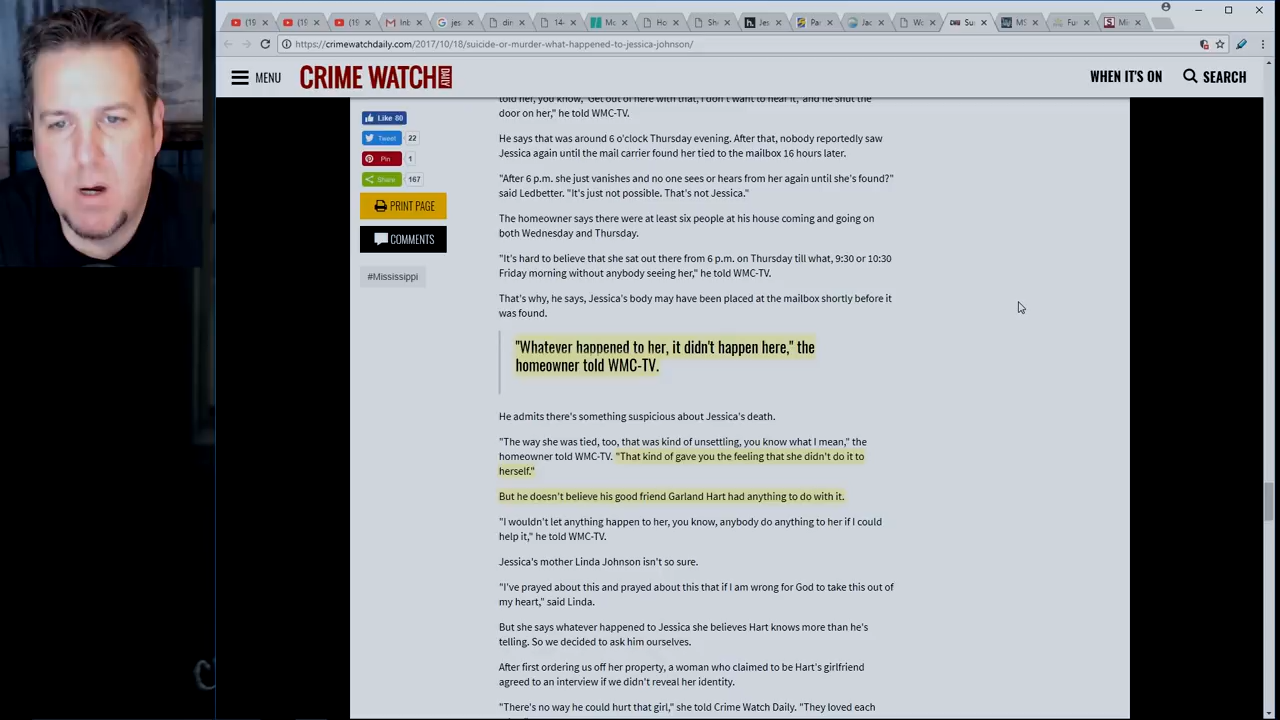 (19
(19
(19
Inb
jes
dir
14-
Mo
Ho
She
Jes
Par
Jac
We
Sui
MS
Fu
Mis
https://crimewatchdaily.com/2017/10/18/suicide-or-murder-what-happened-to-jessica-johnson/
MENU
CRIME WATCH DAILY
WHEN IT'S ON
SEARCH
Like 80
Tweet 22
Pin 1
Share 167
PRINT PAGE
COMMENTS
#Mississippi
told her, you know, 'Get out of here with that, I don't want to hear it,' and he shut the
door on her," he told WMC-TV.
He says that was around 6 o'clock Thursday evening. After that, nobody reportedly saw
Jessica again until the mail carrier found her tied to the mailbox 16 hours later.
"After 6 p.m. she just vanishes and no one sees or hears from her again until she's found?"
said Ledbetter. "It's just not possible. That's not Jessica."
The homeowner says there were at least six people at his house coming and going on
both Wednesday and Thursday.
"It's hard to believe that she sat out there from 6 p.m. on Thursday till what, 9:30 or 10:30
Friday morning without anybody seeing her," he told WMC-TV.
That's why, he says, Jessica's body may have been placed at the mailbox shortly before it
was found.
"Whatever happened to her, it didn't happen here," the
homeowner told WMC-TV.
He admits there's something suspicious about Jessica's death.
"The way she was tied, too, that was kind of unsettling, you know what I mean," the
homeowner told WMC-TV. "That kind of gave you the feeling that she didn't do it to
herself."
But he doesn't believe his good friend Garland Hart had anything to do with it.
"I wouldn't let anything happen to her, you know, anybody do anything to her if I could
help it," he told WMC-TV.
Jessica's mother Linda Johnson isn't so sure.
"I've prayed about this and prayed about this that if I am wrong for God to take this out of
my heart," said Linda.
But she says whatever happened to Jessica she believes Hart knows more than he's
telling. So we decided to ask him ourselves.
After first ordering us off her property, a woman who claimed to be Hart's girlfriend
agreed to an interview if we didn't reveal her identity.
"There's no way he could hurt that girl," she told Crime Watch Daily. "They loved each